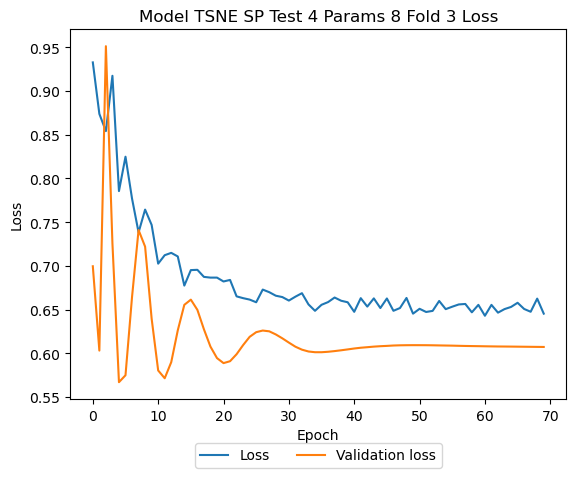 Model TSNE SP Test 4 Params 8 Fold 3 Loss
0.95
0.90
0.85
0.80
0.75
0.70
0.65
0.60
0.55
Loss
0 10 20 30 40 50 60 70
Epoch
Loss Validation loss